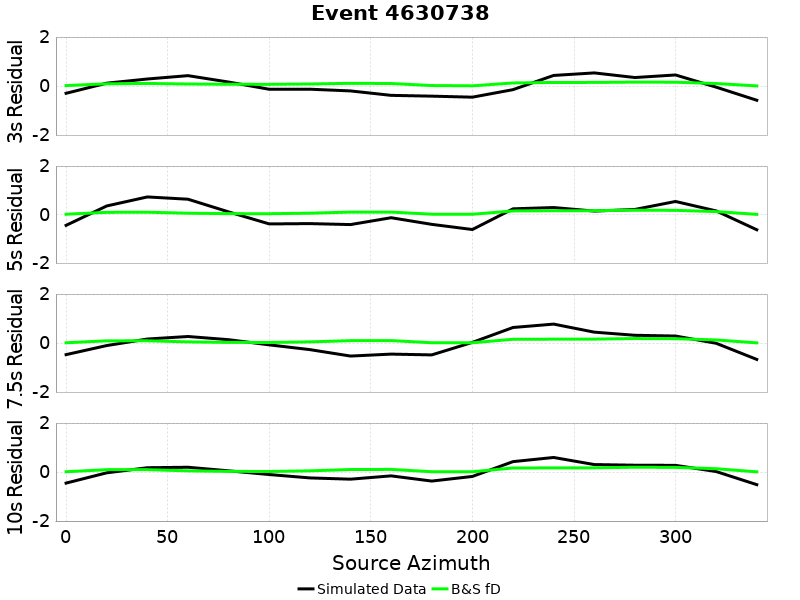 Event 4630738
3s Residual
2
0
-2
5s Residual
2
0
-2
7.5s Residual
2
0
-2
10s Residual
2
0
-2
0 50 100 150 200 250 300
Source Azimuth
Simulated Data B&S fD